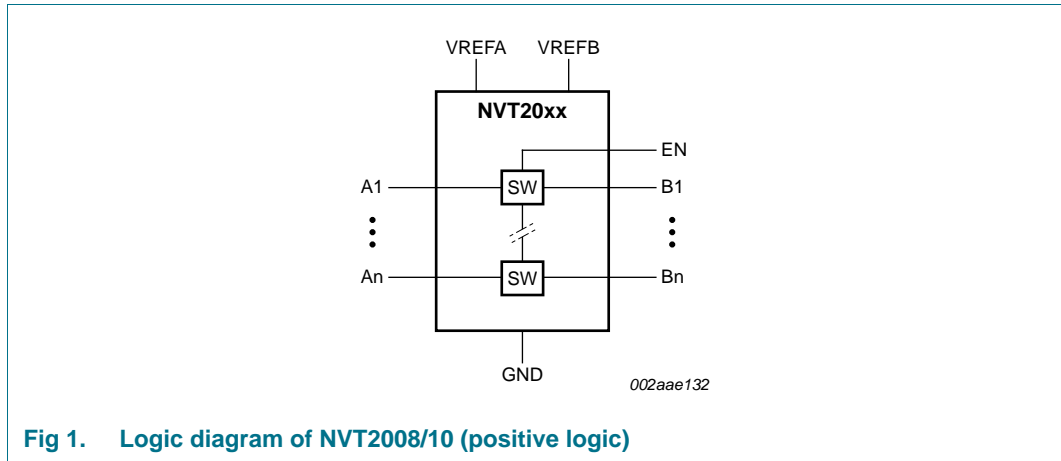 VREFA VREFB
NVT20xx
EN
A1 SW B1
An SW Bn
GND
002aae132
Fig 1. Logic diagram of NVT2008/10 (positive logic)